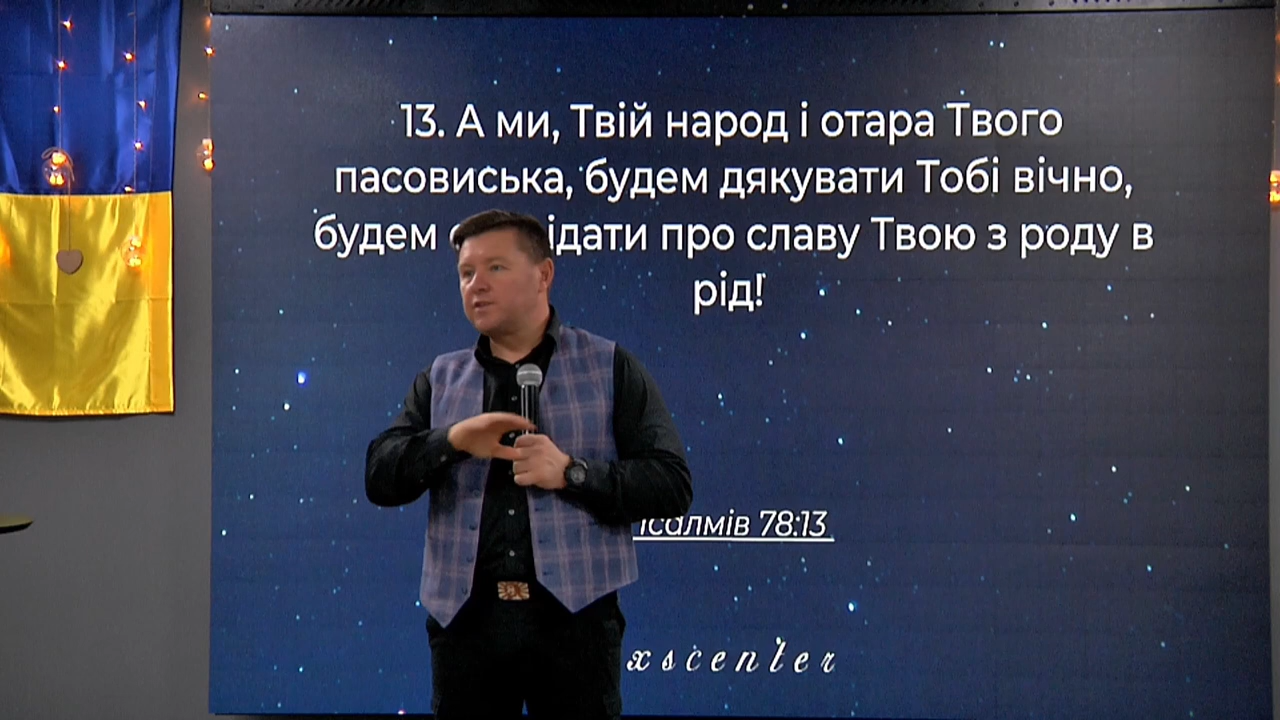 13. А ми, Твій народ і отара Твого
пасовиська, будем дякувати Тобі вічно,
будем про славу Твою з роду в
рід!
78:13
xscenter